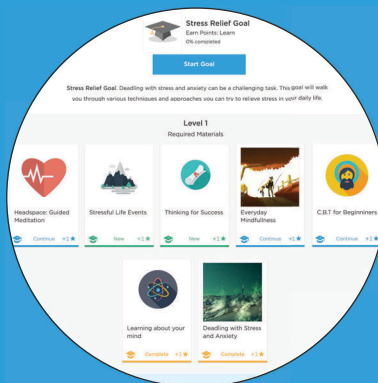 Stress Relief Goal
Earn Points: Learn
0% completed
Start Goal
Stress Relief Goal. Deadling with stress and anxiety can be a challenging task. This goal will walk
you through various techniques and approaches you can try to relieve stress in your daily life.
Level 1
Required Materials
Headspace: Guided
Meditation
Continue +1
Stressful Life Events
New +1
Thinking for Success
New +1
Everyday
Mindfullness
Continue +1
C.B.T for Beginniners
Continue +1
Learning about your
mind
Complete +1
Deadling with Stress
and Anxiety
Complete +1